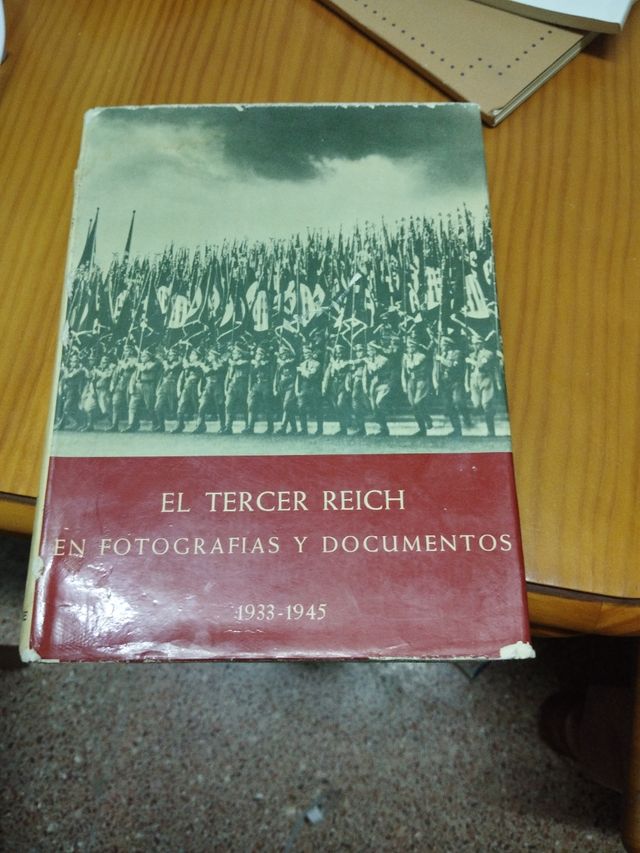 EL TERCER REICH
EN FOTOGRAFIAS Y DOCUMENTOS
1933-1945